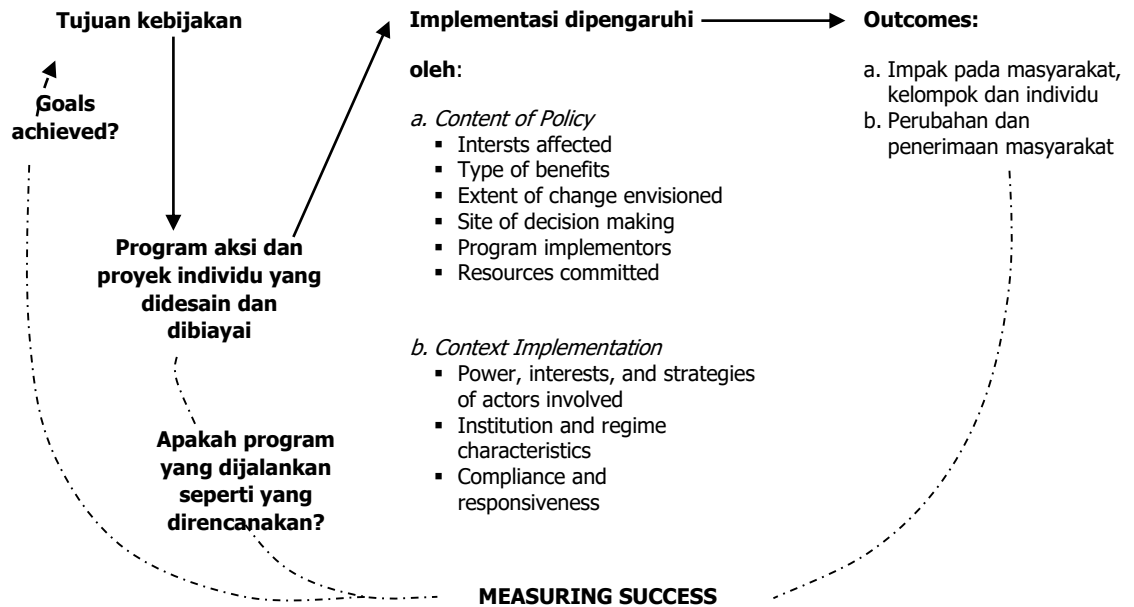 Tujuan kebijakan
Goals
achieved?
Program aksi dan
proyek individu yang
didesain dan
dibiayai
Apakah program
yang dijalankan
seperti yang
direncanakan?
Implementasi dipengaruhi
oleh:
a. Content of Policy
▪ Intersts affected
▪ Type of benefits
▪ Extent of change envisioned
▪ Site of decision making
▪ Program implementors
▪ Resources committed
b. Context Implementation
▪ Power, interests, and strategies
of actors involved
▪ Institution and regime
characteristics
▪ Compliance and
responsiveness
Outcomes:
a. Impak pada masyarakat,
kelompok dan individu
b. Perubahan dan
penerimaan masyarakat
MEASURING SUCCESS